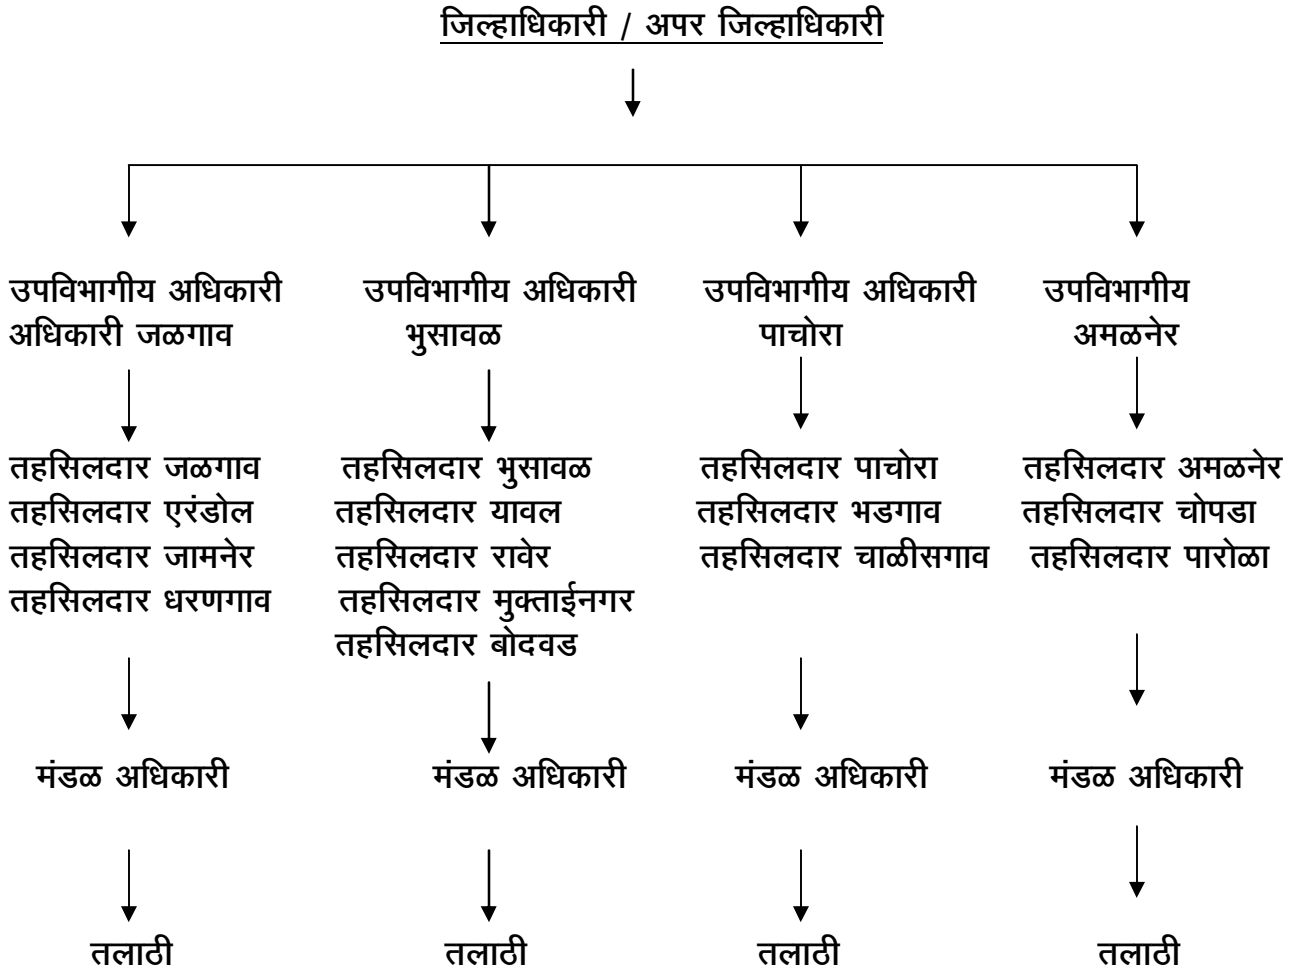 जिल्हाधिकारी / अपर जिल्हाधिकारी
उपविभागीय अधिकारी उपविभागीय अधिकारी उपविभागीय अधिकारी उपविभागीय
अधिकारी जळगाव भुसावळ पाचोरा अमळनेर
तहसिलदार जळगाव तहसिलदार भुसावळ तहसिलदार पाचोरा तहसिलदार अमळनेर
तहसिलदार एरंडोल तहसिलदार यावल तहसिलदार भडगाव तहसिलदार चोपडा
तहसिलदार जामनेर तहसिलदार रावेर तहसिलदार चाळीसगाव तहसिलदार पारोळा
तहसिलदार धरणगाव तहसिलदार मुक्ताईनगर
तहसिलदार बोदवड
मंडळ अधिकारी मंडळ अधिकारी मंडळ अधिकारी मंडळ अधिकारी
तलाठी तलाठी तलाठी तलाठी